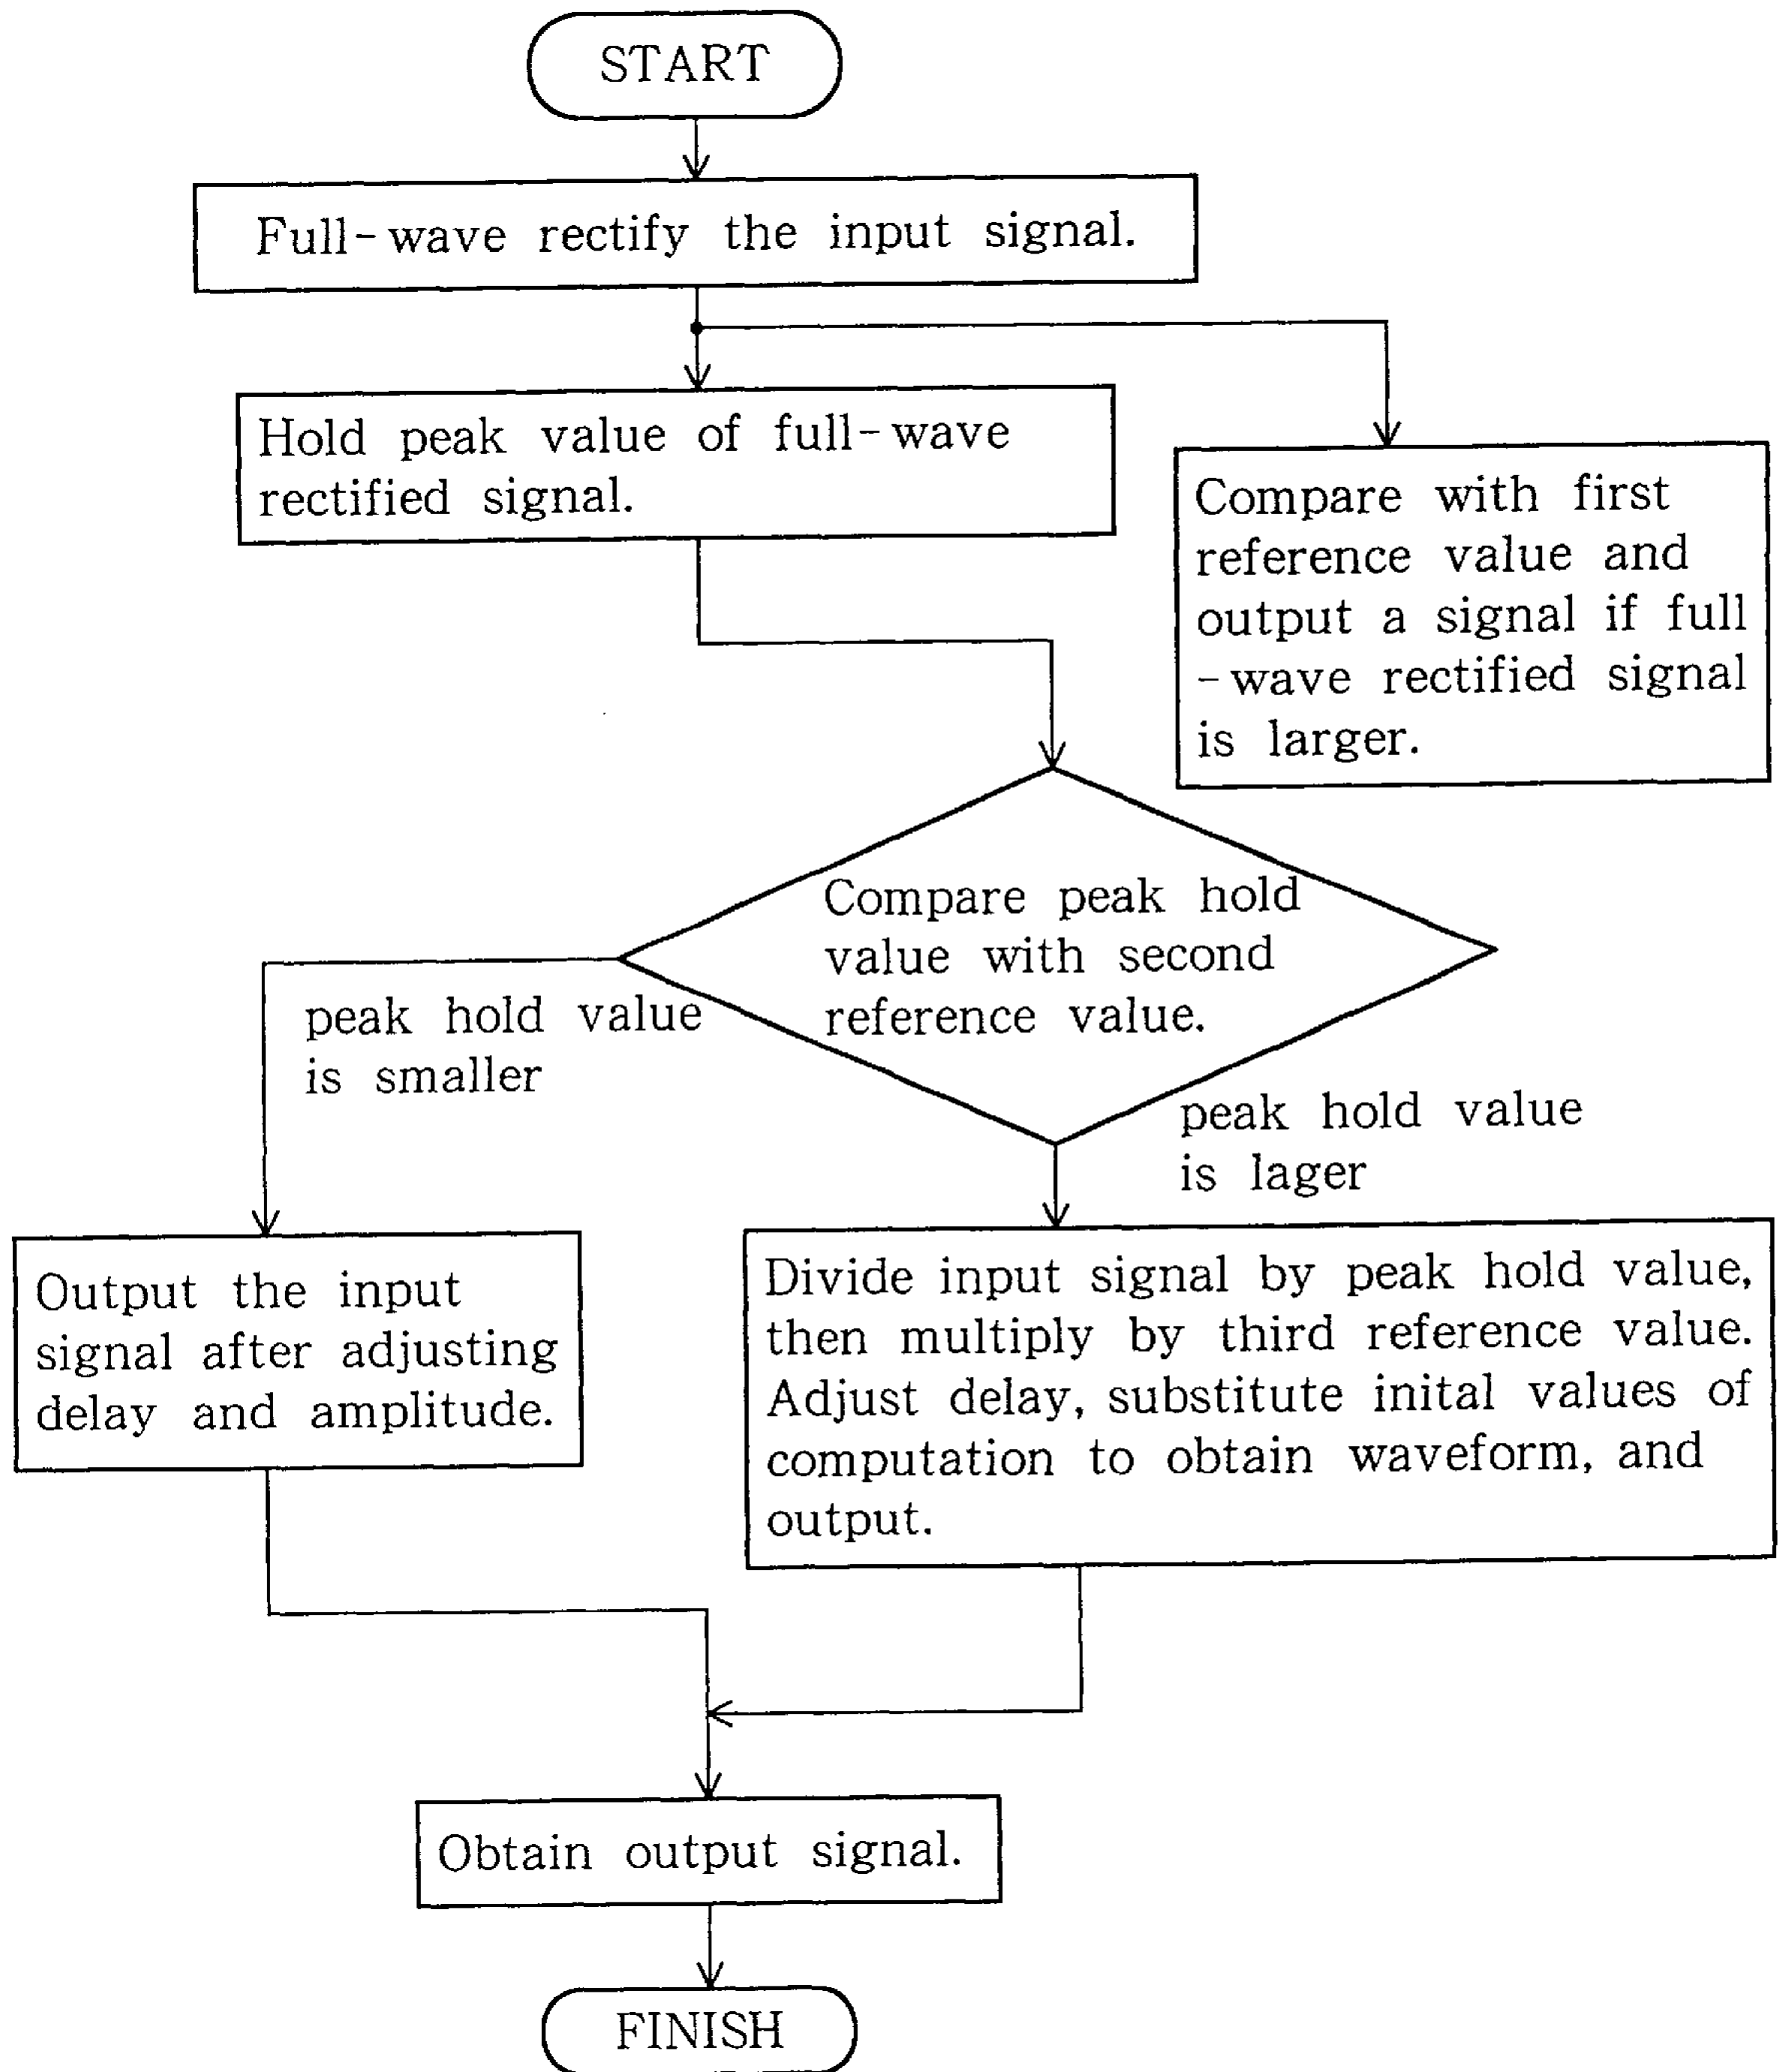 START
Full-wave rectify the input signal.
Hold peak value of full-wave
rectified signal.
Compare with first
reference value and
output a signal if full
-wave rectified signal
is larger.
Compare peak hold
value with second
reference value.
peak hold value
is smaller
peak hold value
is lager
Output the input
signal after adjusting
delay and amplitude.
Divide input signal by peak hold value,
then multiply by third reference value.
Adjust delay, substitute inital values of
computation to obtain waveform, and
output.
Obtain output signal.
FINISH